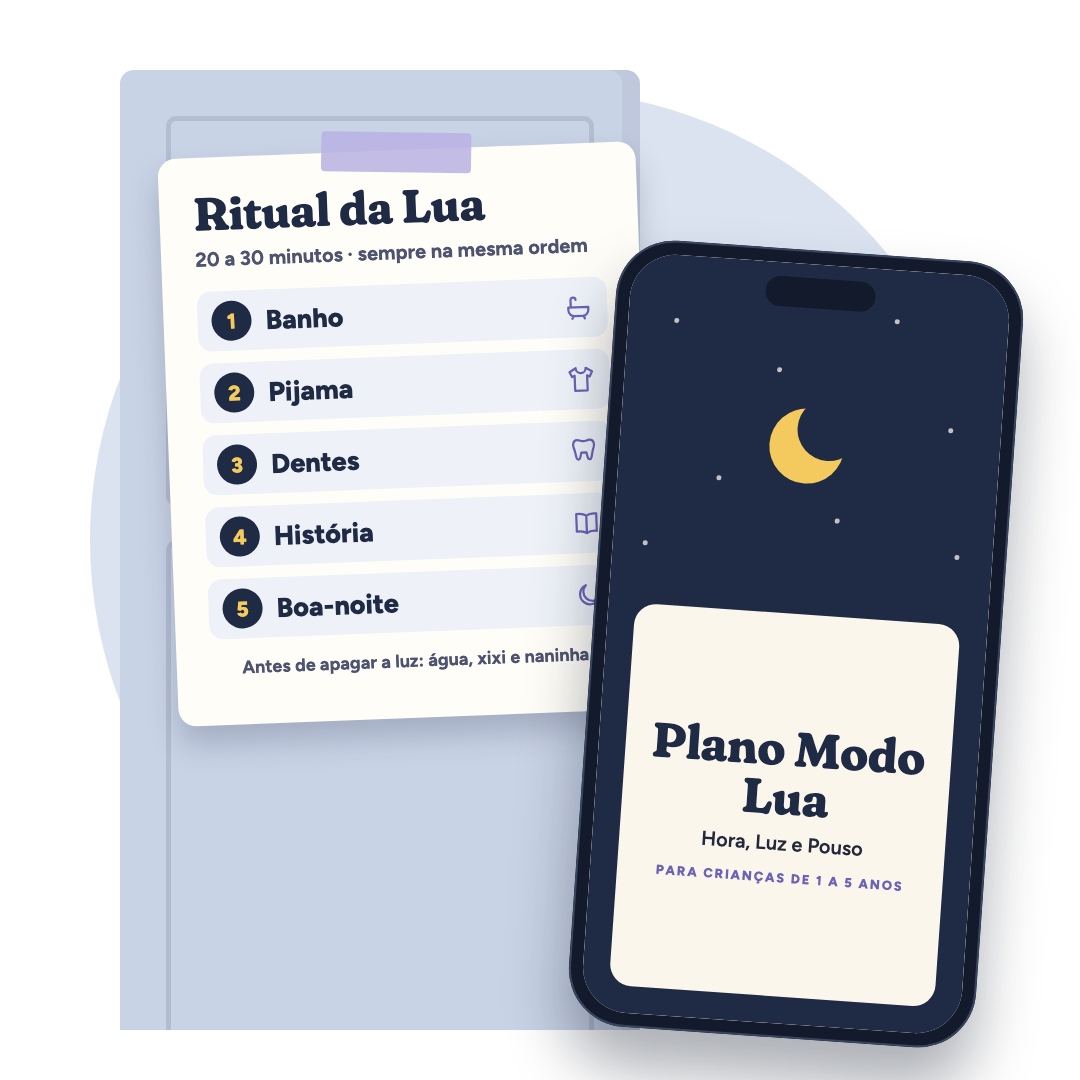 Ritual da Lua
20 a 30 minutos · sempre na mesma ordem
1 Banho
2 Pijama
3 Dentes
4 História
5 Boa-noite
Antes de apagar a luz: água, xixi e naninha
Plano Modo
Lua
Hora, Luz e Pouso
PARA CRIANÇAS DE 1 A 5 ANOS